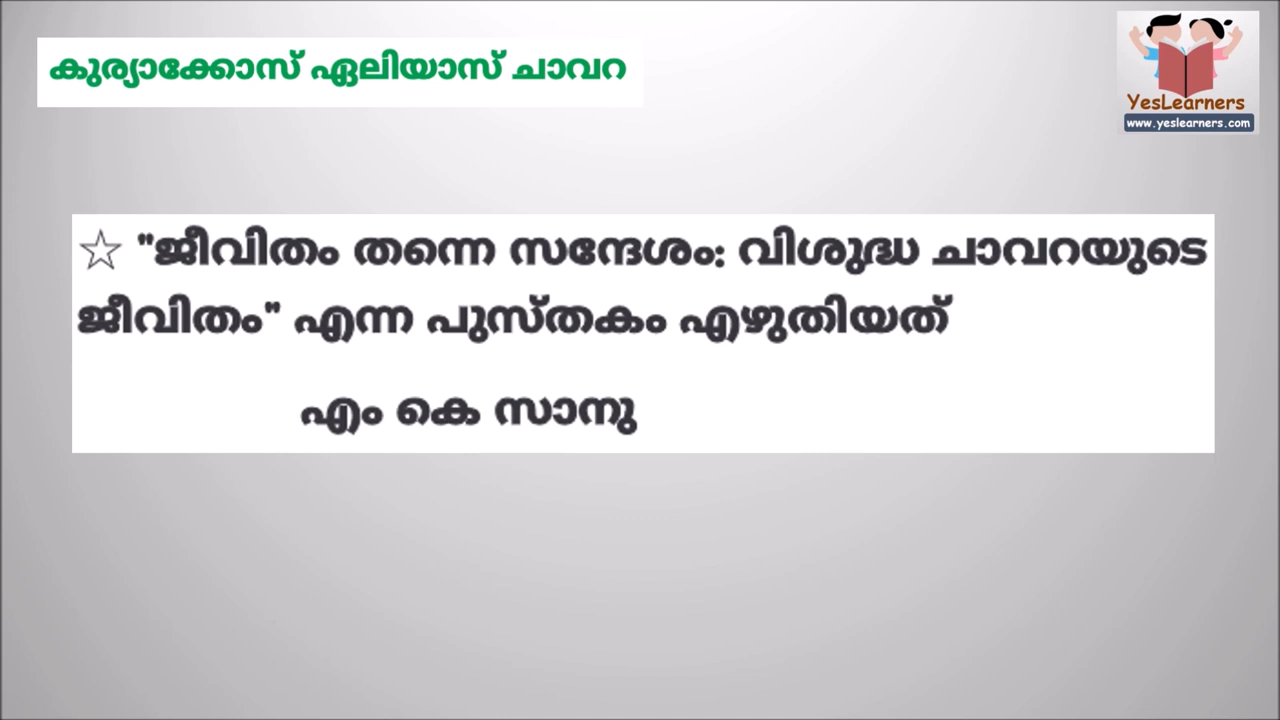 കുര്യാക്കോസ് ഏലിയാസ് ചാവറ
YesLearners
www.yeslearners.com
☆ "ജീവിതം തന്നെ സന്ദേശം: വിശുദ്ധ ചാവറയുടെ
ജീവിതം" എന്ന പുസ്തകം എഴുതിയത്
എം കെ സാനു